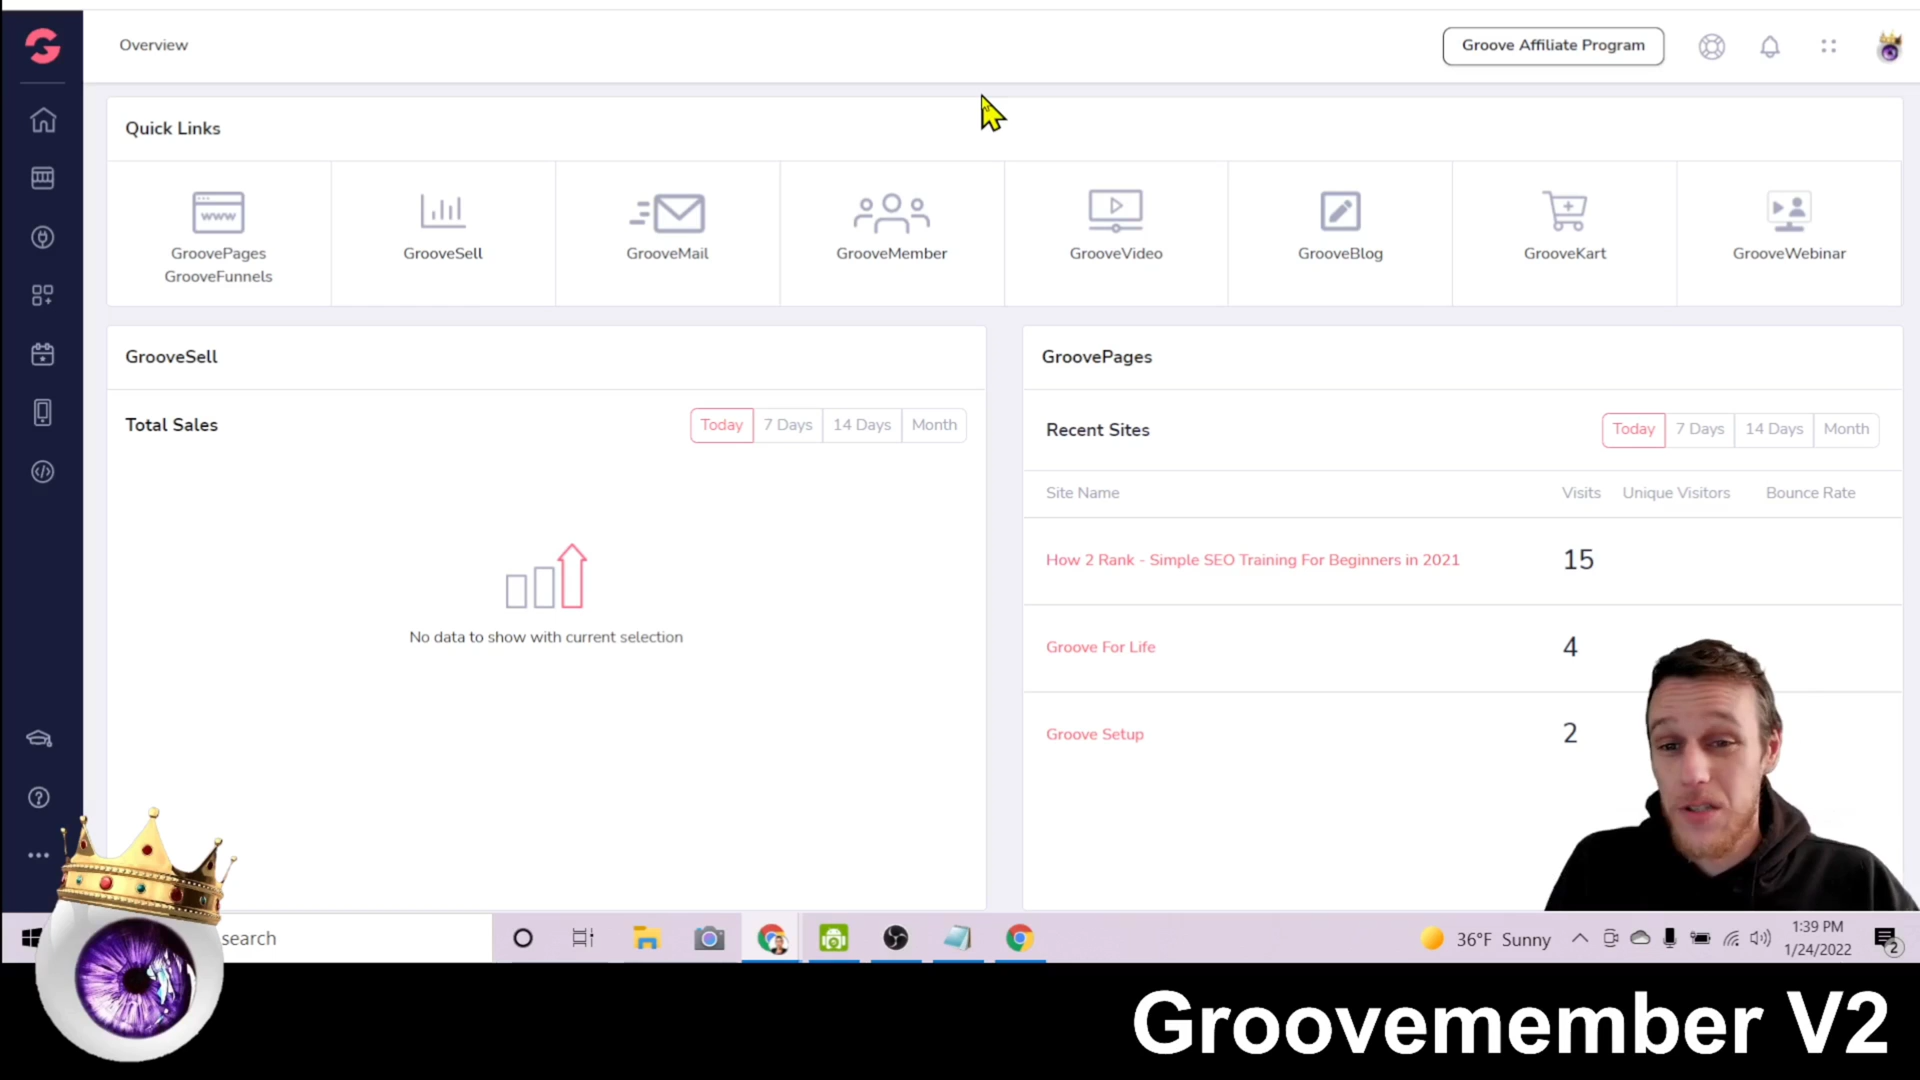 Overview
Groove Affiliate Program
Quick Links
www
GroovePages
GrooveFunnels
GrooveSell
GrooveMail
GrooveMember
GrooveVideo
GrooveBlog
GrooveKart
GrooveWebinar
GrooveSell
Total Sales
Today
7 Days
14 Days
Month
No data to show with current selection
GroovePages
Recent Sites
Today
7 Days
14 Days
Month
Site Name
Visits
Unique Visitors
Bounce Rate
How 2 Rank - Simple SEO Training For Beginners in 2021
15
Groove For Life
4
Groove Setup
2
search
36°F Sunny
1:39 PM
1/24/2022
2
Groovemember V2